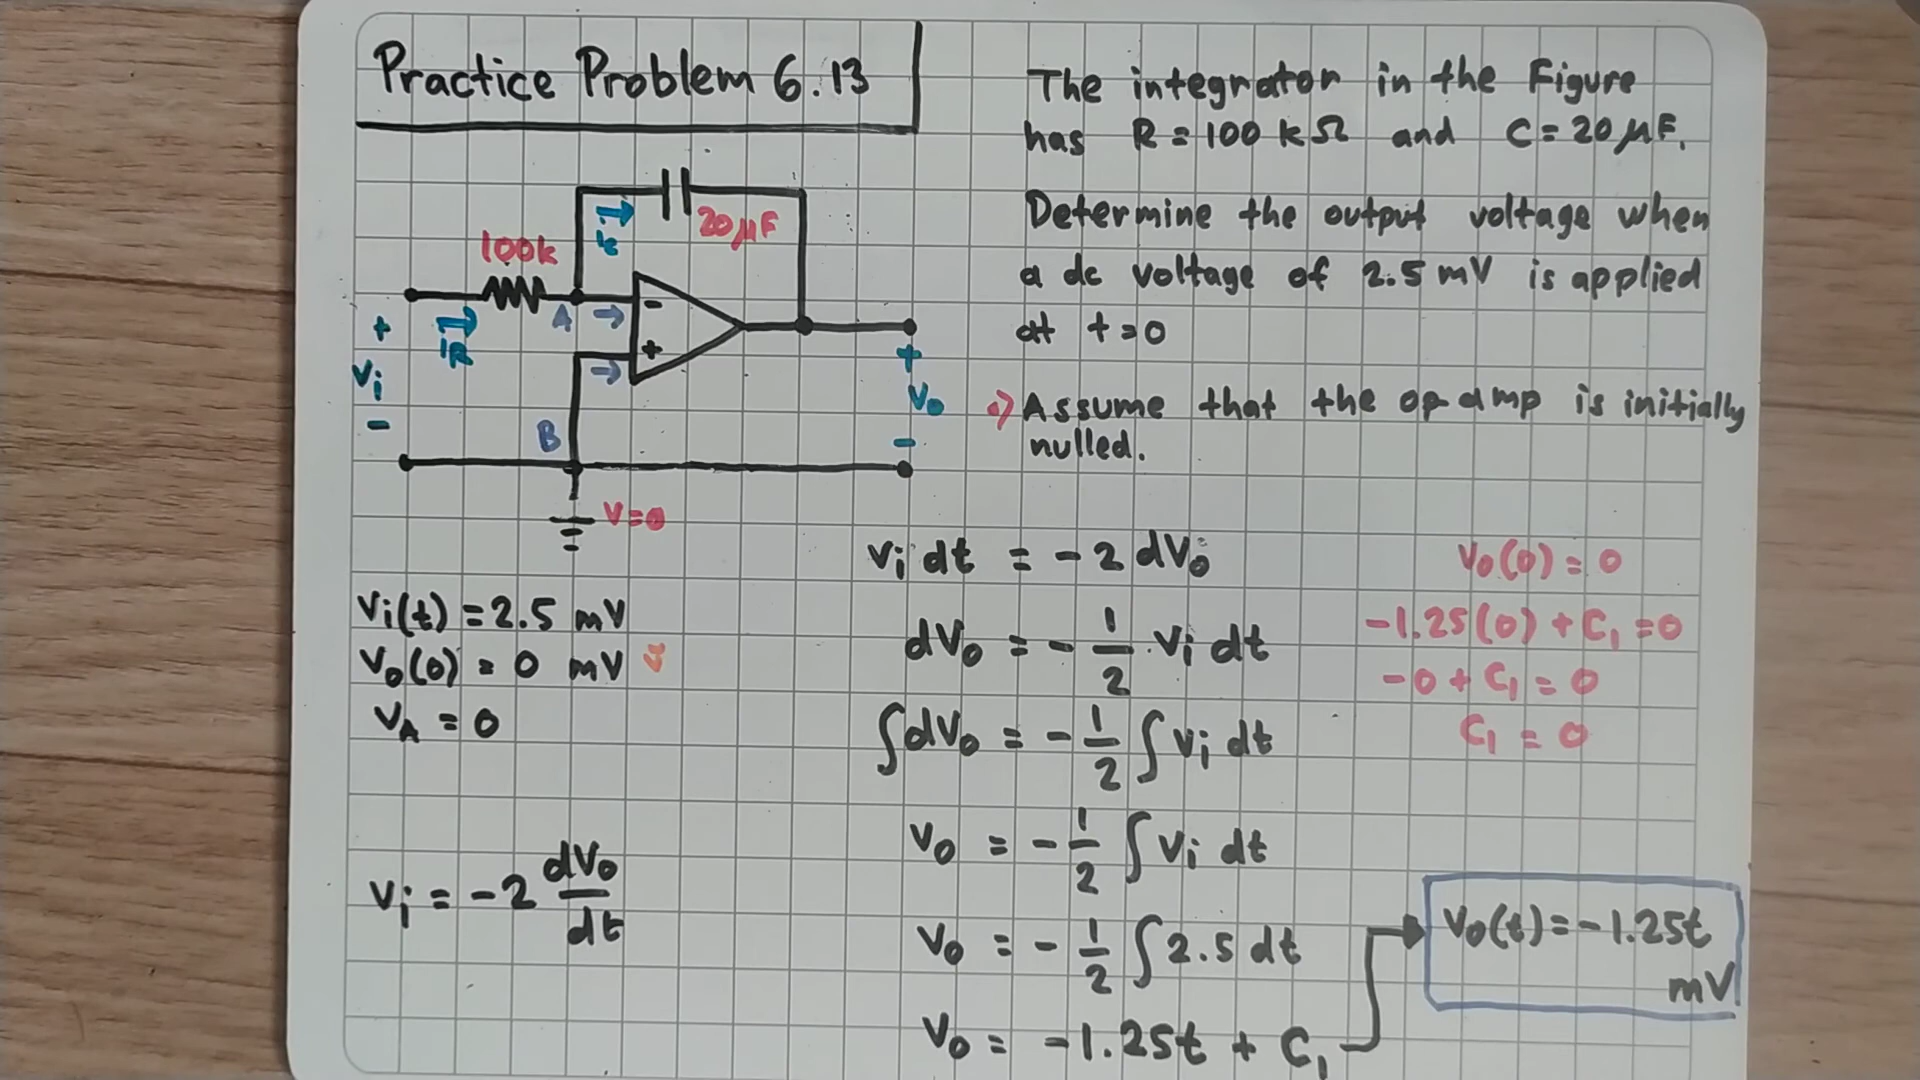 Practice Problem 6.13
The integrator in the Figure
has R = 100 kΩ and C = 20 μF.
Determine the output voltage when
a dc voltage of 2.5 mV is applied
at t = 0
Assume that the op amp is initially
nulled.
20 μF
ic
100k
A
-
+
iR
+
Vi
-
B
+
Vo
-
V=0
Vi(t) = 2.5 mV
Vo(0) = 0 mV
VA = 0
Vi = -2 dVo/dt
Vi dt = -2 dVo
dVo = - 1/2 · Vi dt
∫dVo = - 1/2 ∫ Vi dt
Vo = - 1/2 ∫ Vi dt
Vo = - 1/2 ∫ 2.5 dt
Vo = -1.25t + C1
Vo(0) = 0
-1.25(0) + C1 = 0
-0 + C1 = 0
C1 = 0
Vo(t) = -1.25t
mV